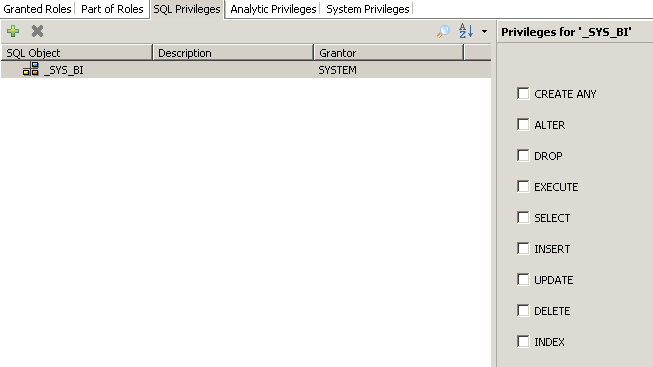 Granted Roles Part of Roles SQL Privileges Analytic Privileges System Privileges
SQL Object Description Grantor
_SYS_BI SYSTEM
Privileges for '_SYS_BI'
CREATE ANY
ALTER
DROP
EXECUTE
SELECT
INSERT
UPDATE
DELETE
INDEX